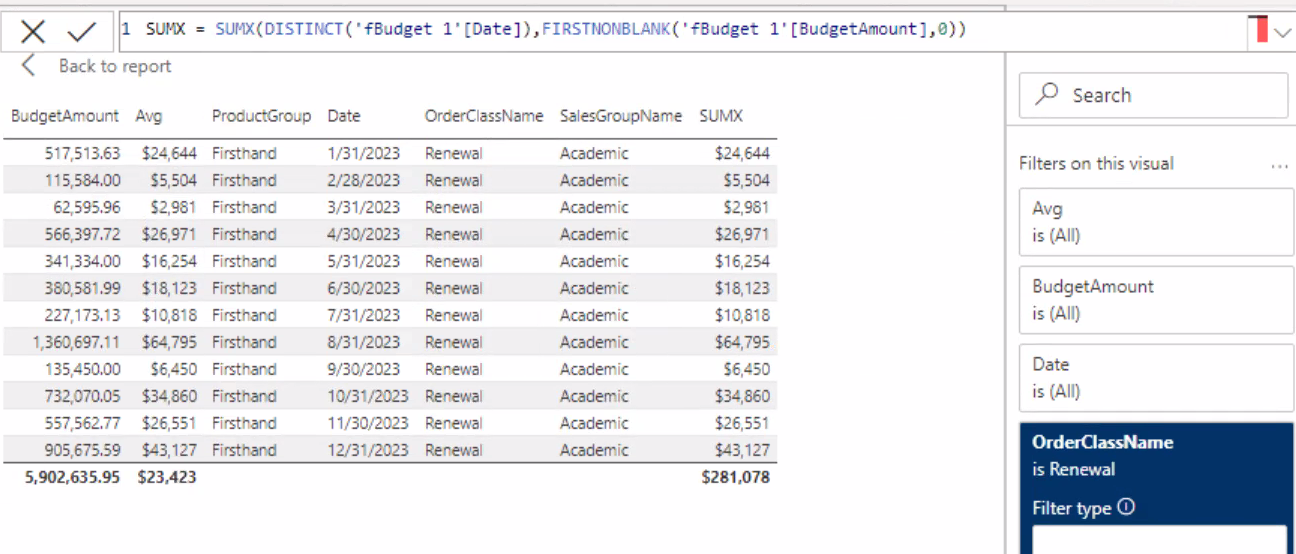 1 SUMX = SUMX(DISTINCT('fBudget 1'[Date]),FIRSTNONBLANK('fBudget 1'[BudgetAmount],0))
Back to report
Search
BudgetAmount Avg ProductGroup Date OrderClassName SalesGroupName SUMX
517,513.63 $24,644 Firsthand 1/31/2023 Renewal Academic $24,644
115,584.00 $5,504 Firsthand 2/28/2023 Renewal Academic $5,504
62,595.96 $2,981 Firsthand 3/31/2023 Renewal Academic $2,981
566,397.72 $26,971 Firsthand 4/30/2023 Renewal Academic $26,971
341,334.00 $16,254 Firsthand 5/31/2023 Renewal Academic $16,254
380,581.99 $18,123 Firsthand 6/30/2023 Renewal Academic $18,123
227,173.13 $10,818 Firsthand 7/31/2023 Renewal Academic $10,818
1,360,697.11 $64,795 Firsthand 8/31/2023 Renewal Academic $64,795
135,450.00 $6,450 Firsthand 9/30/2023 Renewal Academic $6,450
732,070.05 $34,860 Firsthand 10/31/2023 Renewal Academic $34,860
557,562.77 $26,551 Firsthand 11/30/2023 Renewal Academic $26,551
905,675.59 $43,127 Firsthand 12/31/2023 Renewal Academic $43,127
5,902,635.95 $23,423 $281,078
Filters on this visual ...
Avg
is (All)
BudgetAmount
is (All)
Date
is (All)
OrderClassName
is Renewal
Filter type